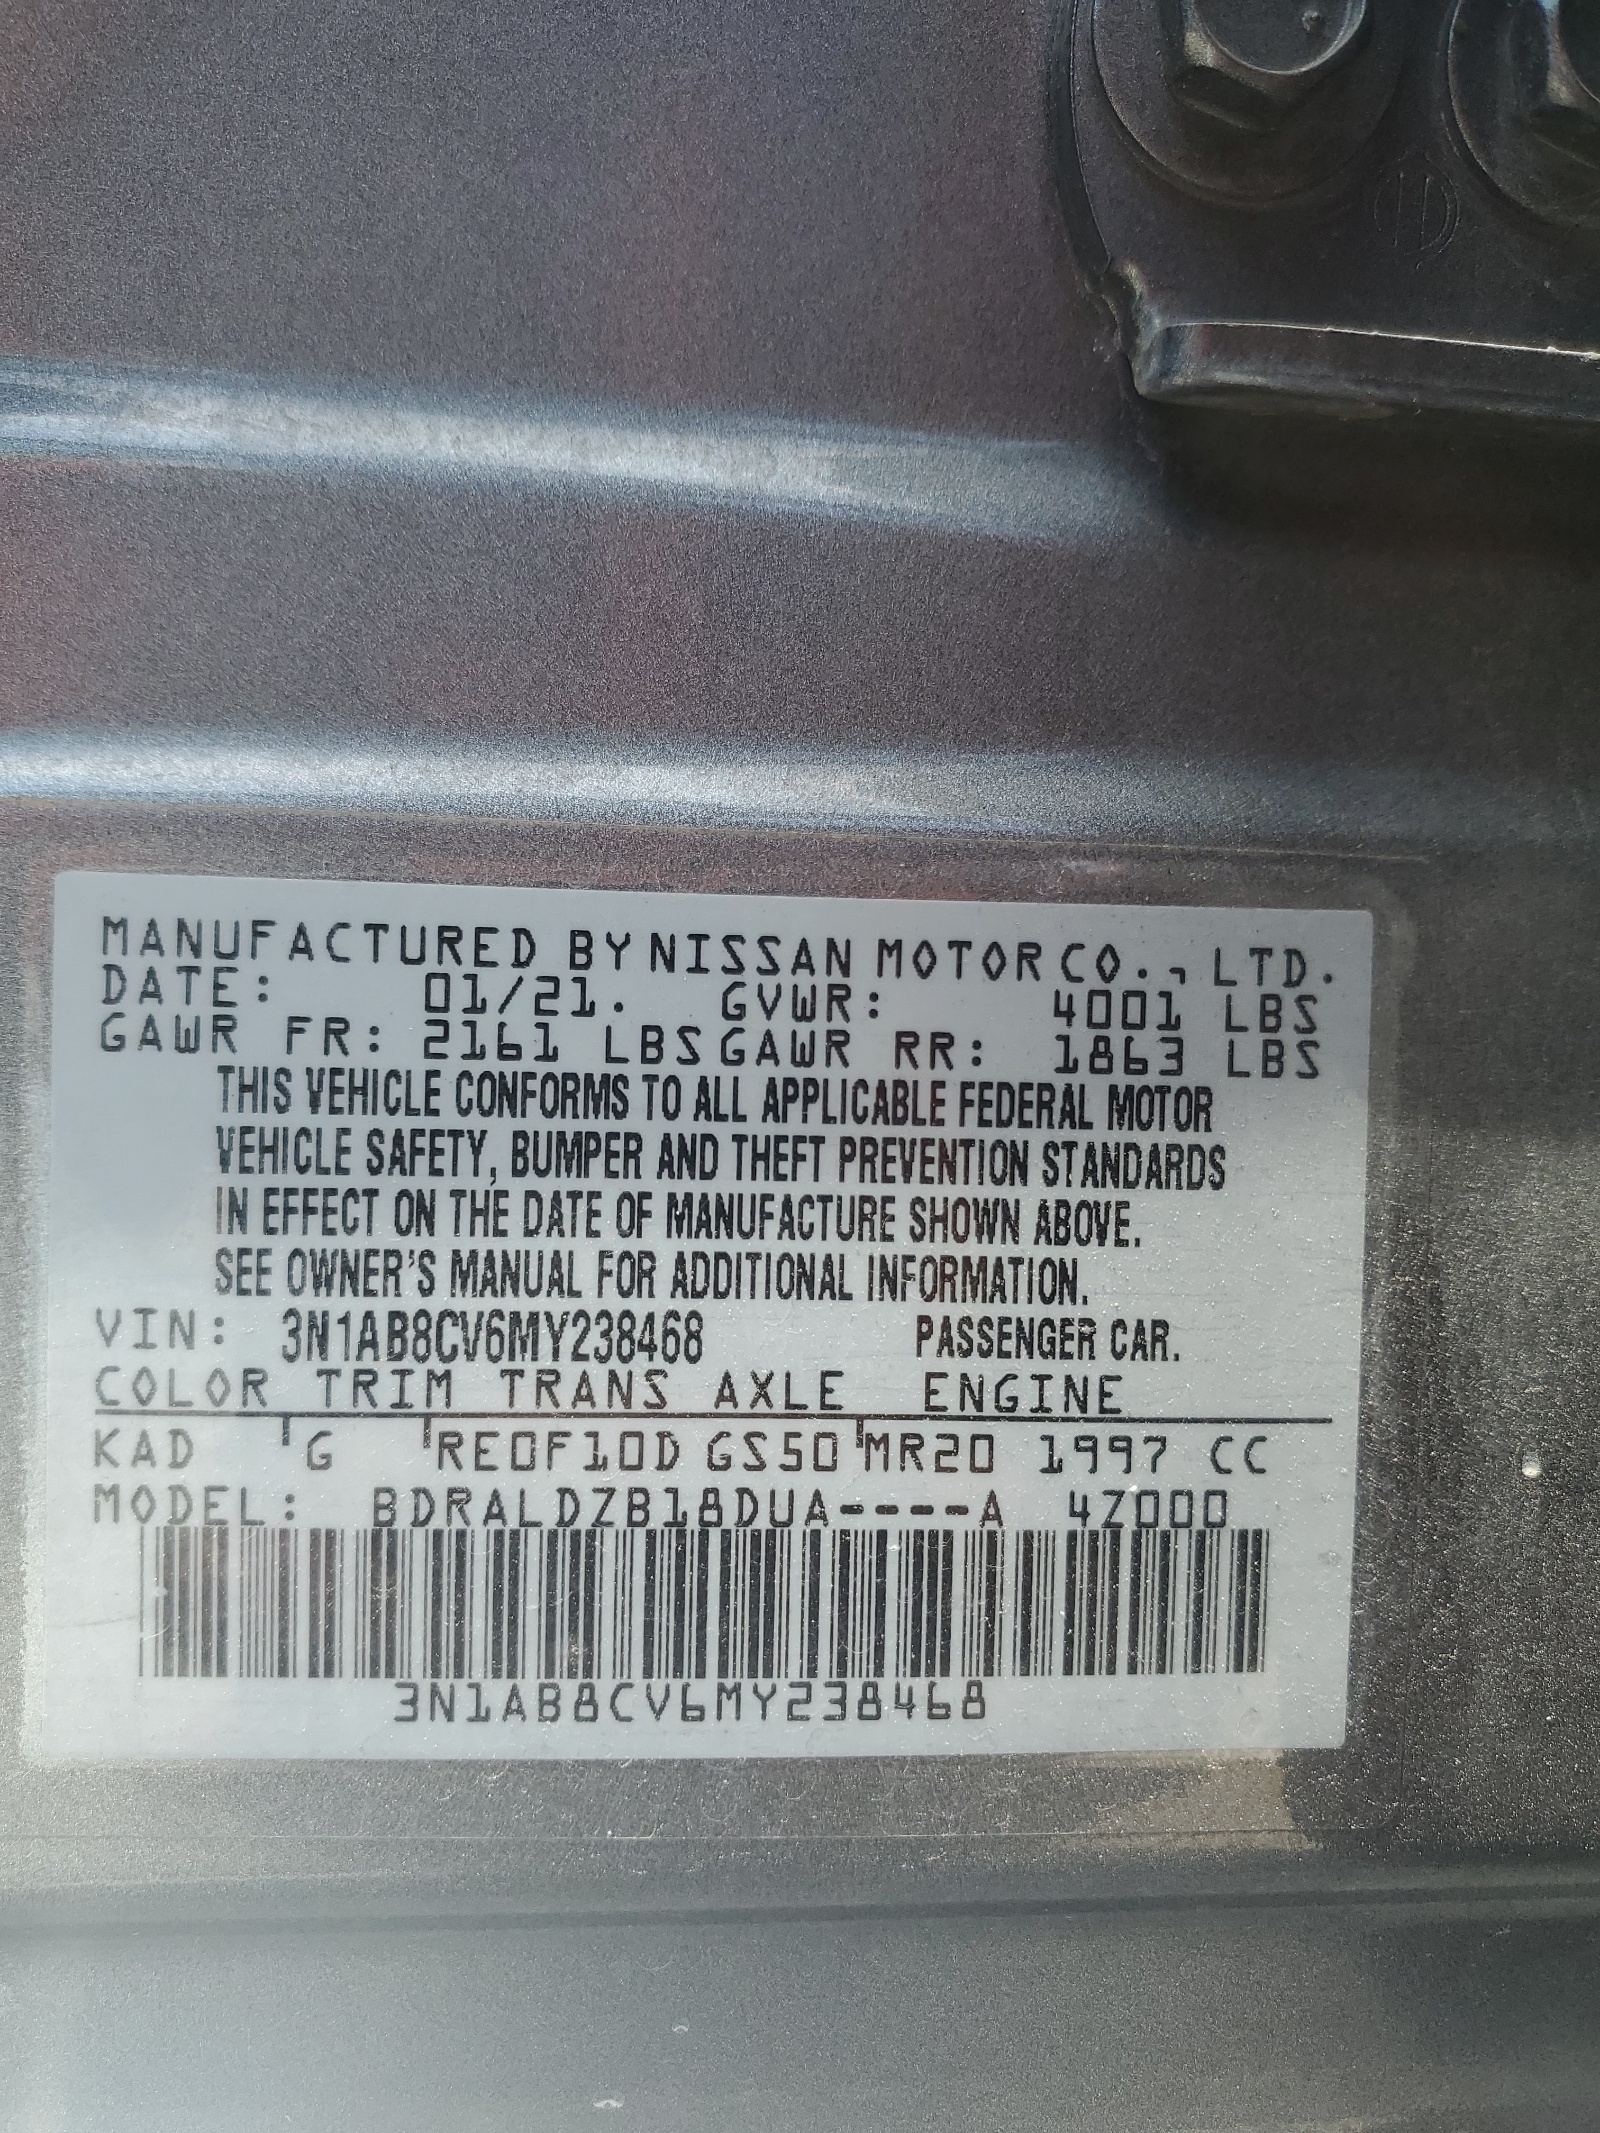 MANUFACTURED BY NISSAN MOTOR CO., LTD.
DATE: 01/21. GVWR: 4001 LBS
GAWR FR: 2161 LBS GAWR RR: 1863 LBS
THIS VEHICLE CONFORMS TO ALL APPLICABLE FEDERAL MOTOR
VEHICLE SAFETY, BUMPER AND THEFT PREVENTION STANDARDS
IN EFFECT ON THE DATE OF MANUFACTURE SHOWN ABOVE.
SEE OWNER'S MANUAL FOR ADDITIONAL INFORMATION.
VIN: 3N1AB8CV6MY238468 PASSENGER CAR.
COLOR TRIM TRANS AXLE ENGINE
KAD G RE0F10D GS50 MR20 1997 CC
MODEL: BDRALDZB18DUA----A 4Z000
3N1AB8CV6MY238468